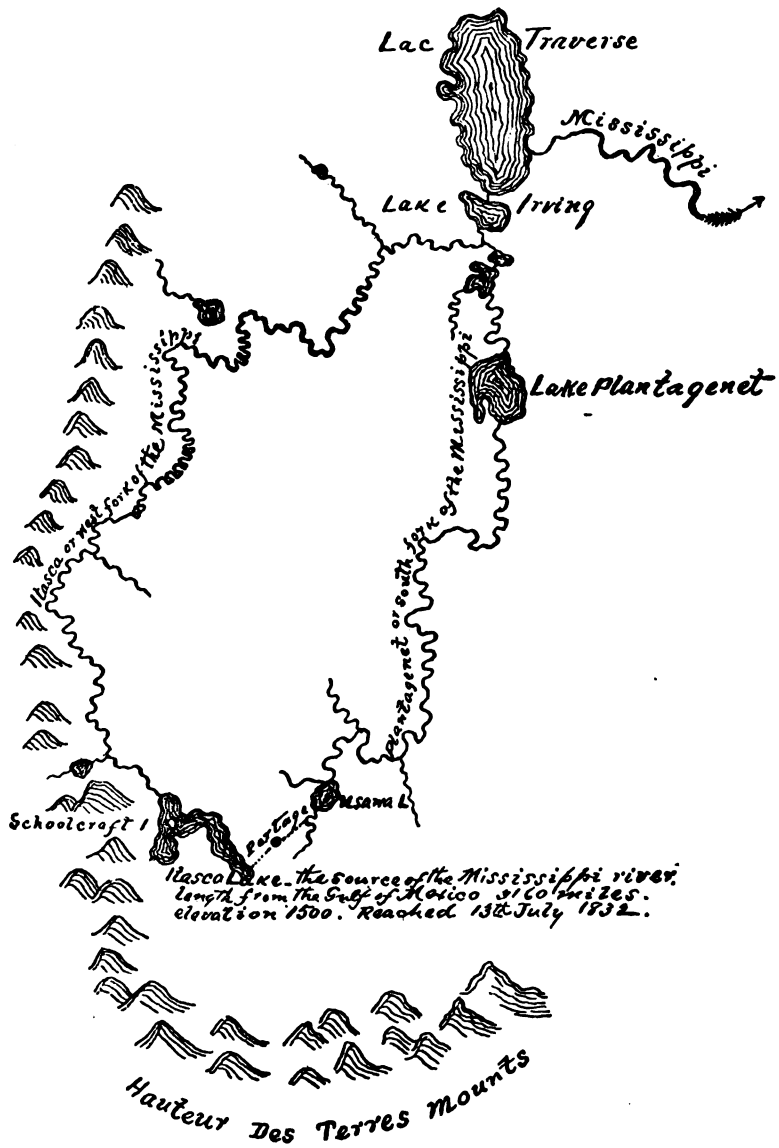 Lac Traverse
Mississippi
Lake Irving
Itasca or West fork of the Mississippi
Lake Plantagenet
Plantagenet or South fork of the Mississippi
Schoolcraft I
Portage
Usawa L
Itasca Lake - the source of the Mississippi river.
length from the Gulf of Mexico 3160 miles.
elevation 1500. Reached 13th July 1832.
Hauteur Des Terres Mounts